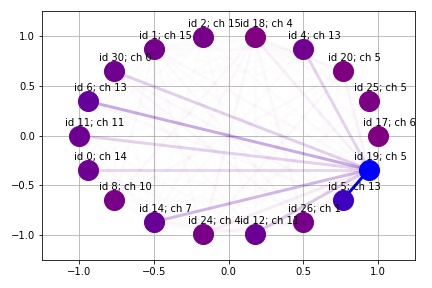 id 2; ch 15
id 18; ch 4
id 1; ch 15
id 4; ch 13
id 30; ch
id 20; ch 5
id 6; ch 13
id 25; ch 5
id 11; ch 11
id 17; ch 6
id 0; ch 14
id 19; ch 5
id 8; ch 10
id 5; ch 13
id 14; ch 7
id 24; ch 4
id 12; ch 11
id 26; ch
1.0
0.5
0.0
−0.5
−1.0
−1.0
−0.5
0.0
0.5
1.0